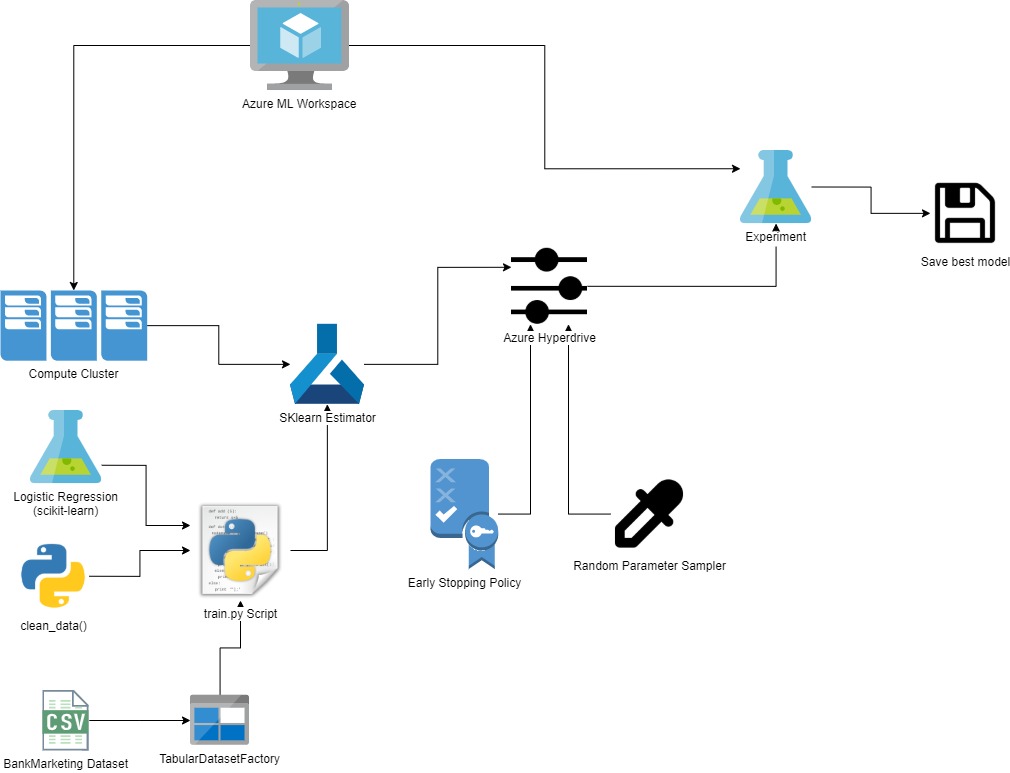 Azure ML Workspace
Experiment
Save best model
Azure Hyperdrive
Compute Cluster
SKlearn Estimator
Logistic Regression
(scikit-learn)
Early Stopping Policy
Random Parameter Sampler
train.py Script
clean_data()
CSV
TabularDatasetFactory
BankMarketing Dataset